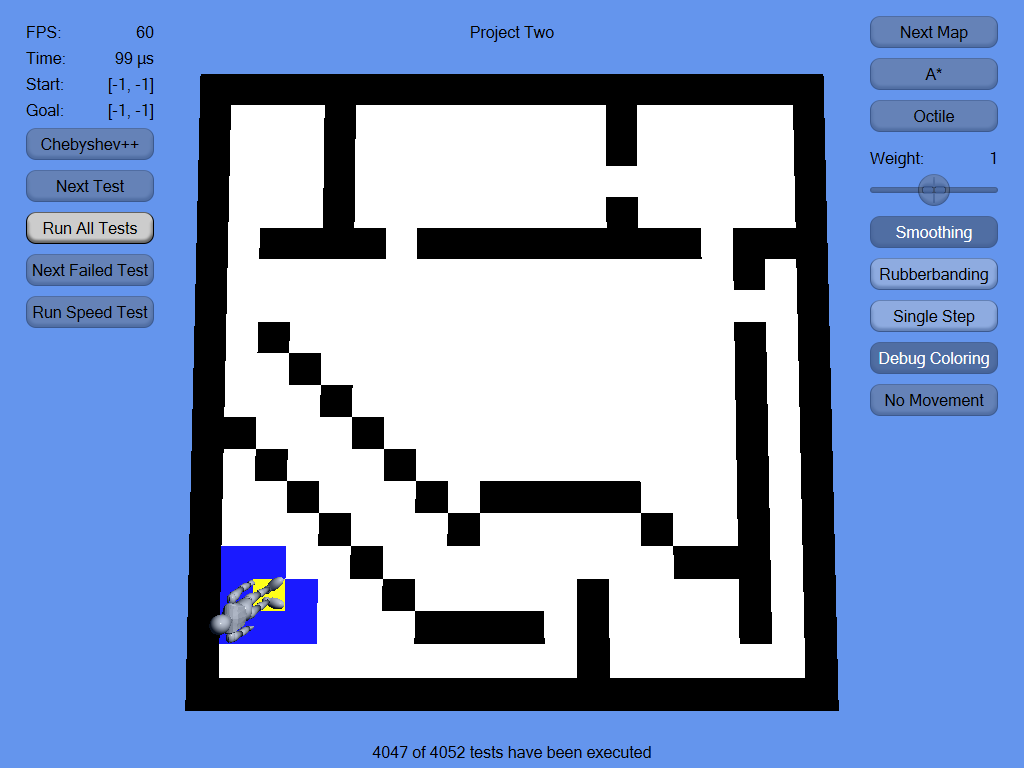 Project Two
FPS: 60
Time: 99 µs
Start: [-1, -1]
Goal: [-1, -1]
Chebyshev++
Next Test
Run All Tests
Next Failed Test
Run Speed Test
Next Map
A*
Octile
Weight: 1
Smoothing
Rubberbanding
Single Step
Debug Coloring
No Movement
4047 of 4052 tests have been executed